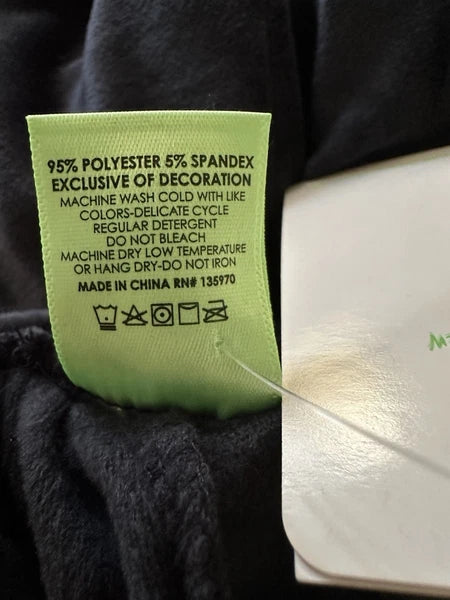 95% POLYESTER 5% SPANDEX
EXCLUSIVE OF DECORATION
MACHINE WASH COLD WITH LIKE
COLORS-DELICATE CYCLE
REGULAR DETERGENT
DO NOT BLEACH
MACHINE DRY LOW TEMPERATURE
OR HANG DRY-DO NOT IRON
MADE IN CHINA RN# 135970